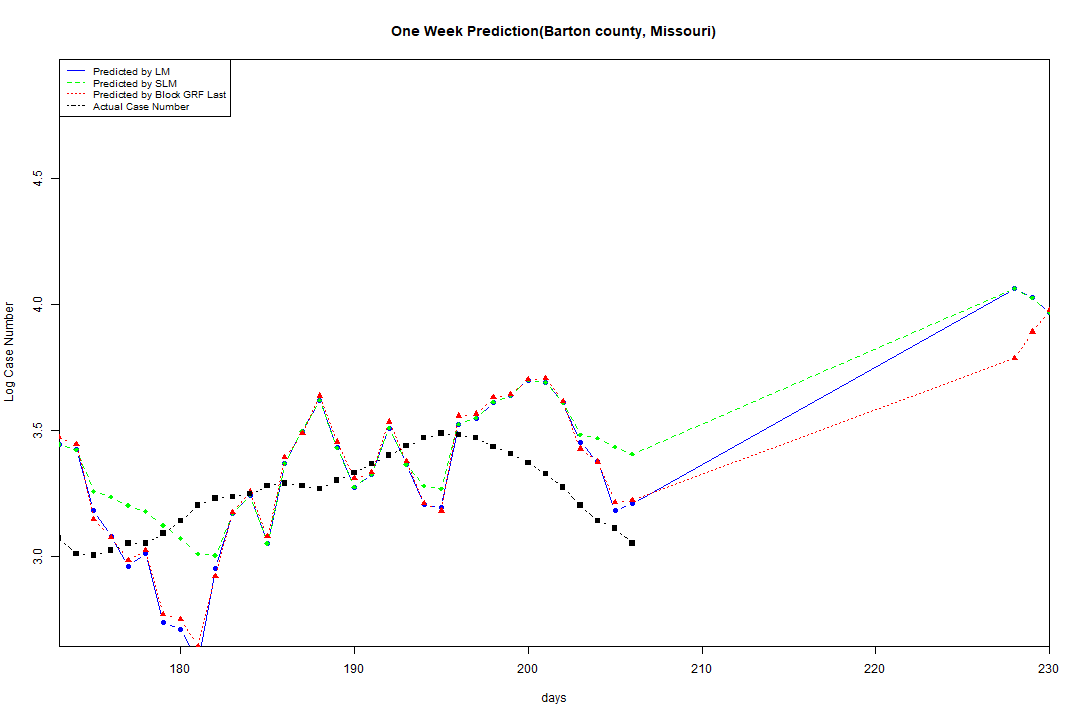 One Week Prediction(Barton county, Missouri)
Predicted by LM
Predicted by SLM
Predicted by Block GRF Last
Actual Case Number
4.5
4.0
3.5
3.0
Log Case Number
180 190 200 210 220 230
days